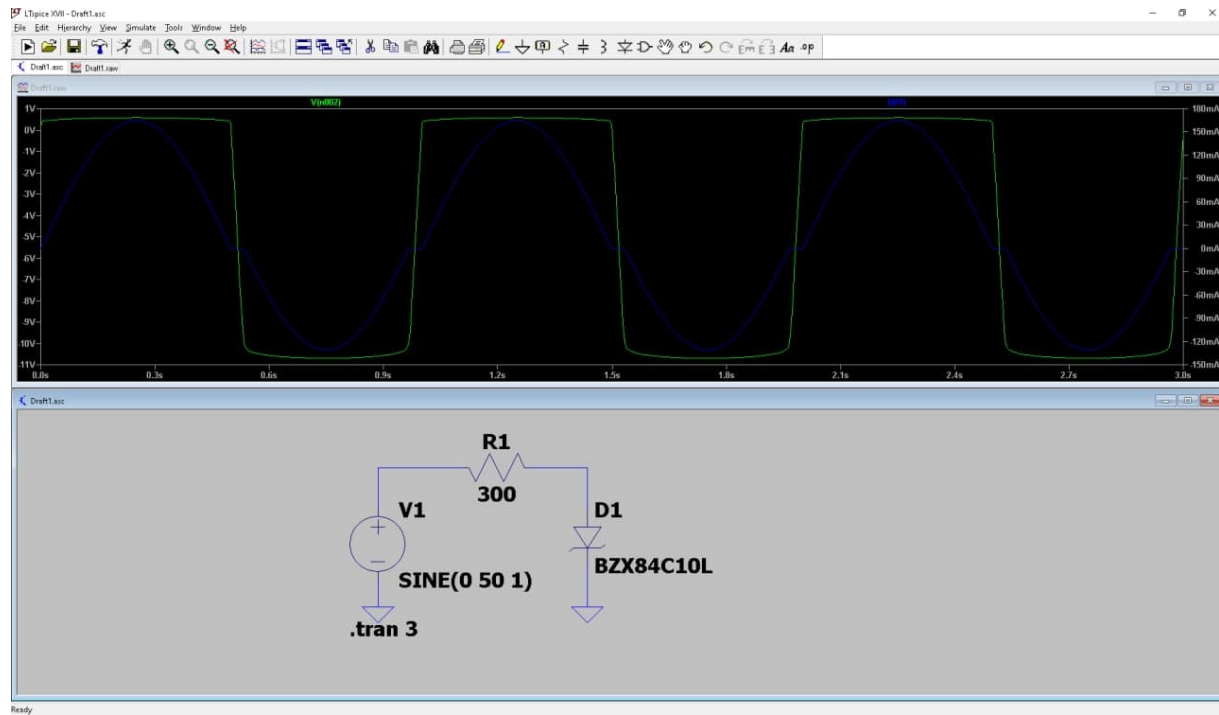 LTspice XVII - Draft1.asc
File Edit Hierarchy View Simulate Tools Window Help
Aa .op
Draft1.asc Draft1.raw
Draft1.raw
V(n002)
1V
0V
-1V
-2V
-3V
-4V
-5V
-6V
-7V
-8V
-9V
-10V
-11V
180mA
150mA
120mA
90mA
60mA
30mA
0mA
-30mA
-60mA
-90mA
-120mA
-150mA
0.0s 0.3s 0.6s 0.9s 1.2s 1.5s 1.8s 2.1s 2.4s 2.7s 3.0s
Draft1.asc
R1
300
V1
SINE(0 50 1)
.tran 3
D1
BZX84C10L
Ready